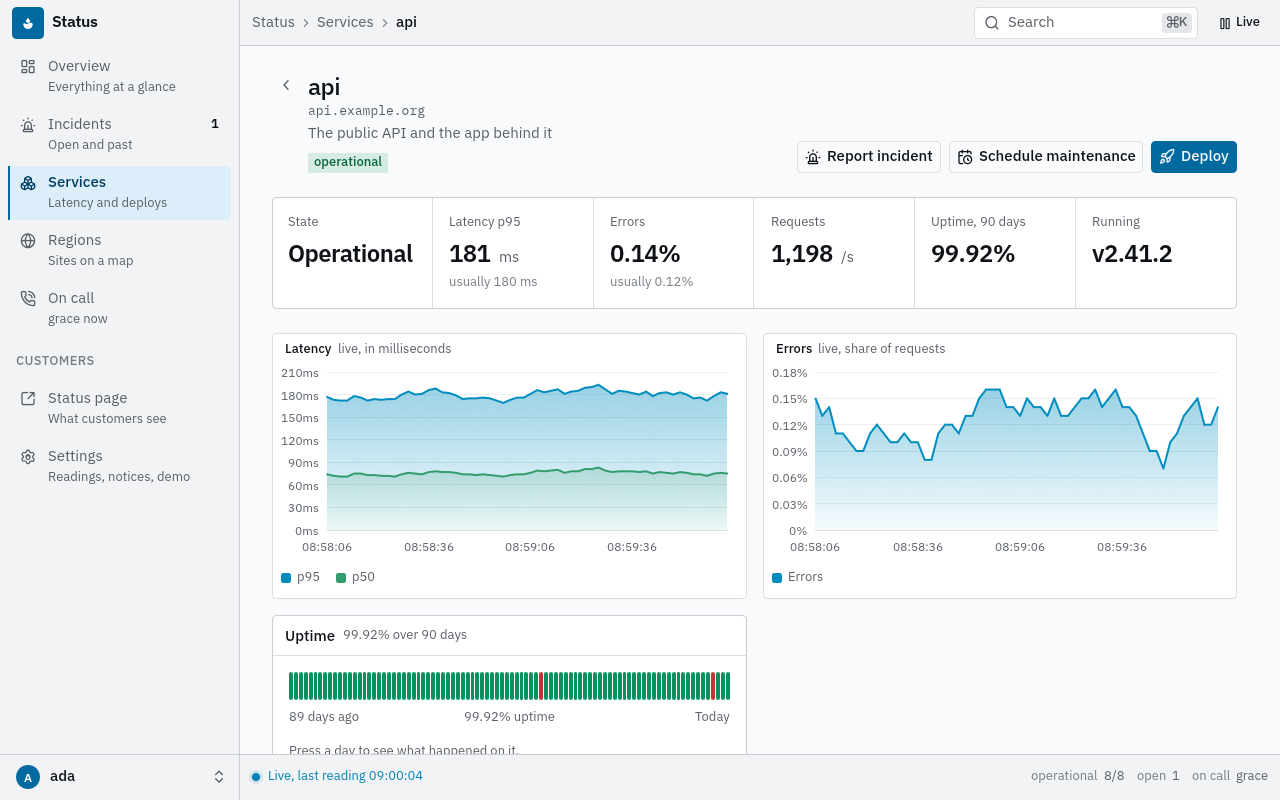 Status
Overview
Everything at a glance
Incidents
1
Open and past
Services
Latency and deploys
Regions
Sites on a map
On call
grace now
CUSTOMERS
Status page
What customers see
Settings
Readings, notices, demo
A
ada
Status > Services > api
Search
⌘K
Live
api
api.example.org
The public API and the app behind it
operational
Report incident
Schedule maintenance
Deploy
State
Operational
Latency p95
181 ms
usually 180 ms
Errors
0.14%
usually 0.12%
Requests
1,198 /s
Uptime, 90 days
99.92%
Running
v2.41.2
Latency live, in milliseconds
210ms
180ms
150ms
120ms
90ms
60ms
30ms
0ms
08:58:06 08:58:36 08:59:06 08:59:36
p95 p50
Errors live, share of requests
0.18%
0.15%
0.12%
0.09%
0.06%
0.03%
0%
08:58:06 08:58:36 08:59:06 08:59:36
Errors
Uptime 99.92% over 90 days
89 days ago 99.92% uptime Today
Press a day to see what happened on it.
Live, last reading 09:00:04
operational 8/8 open 1 on call grace